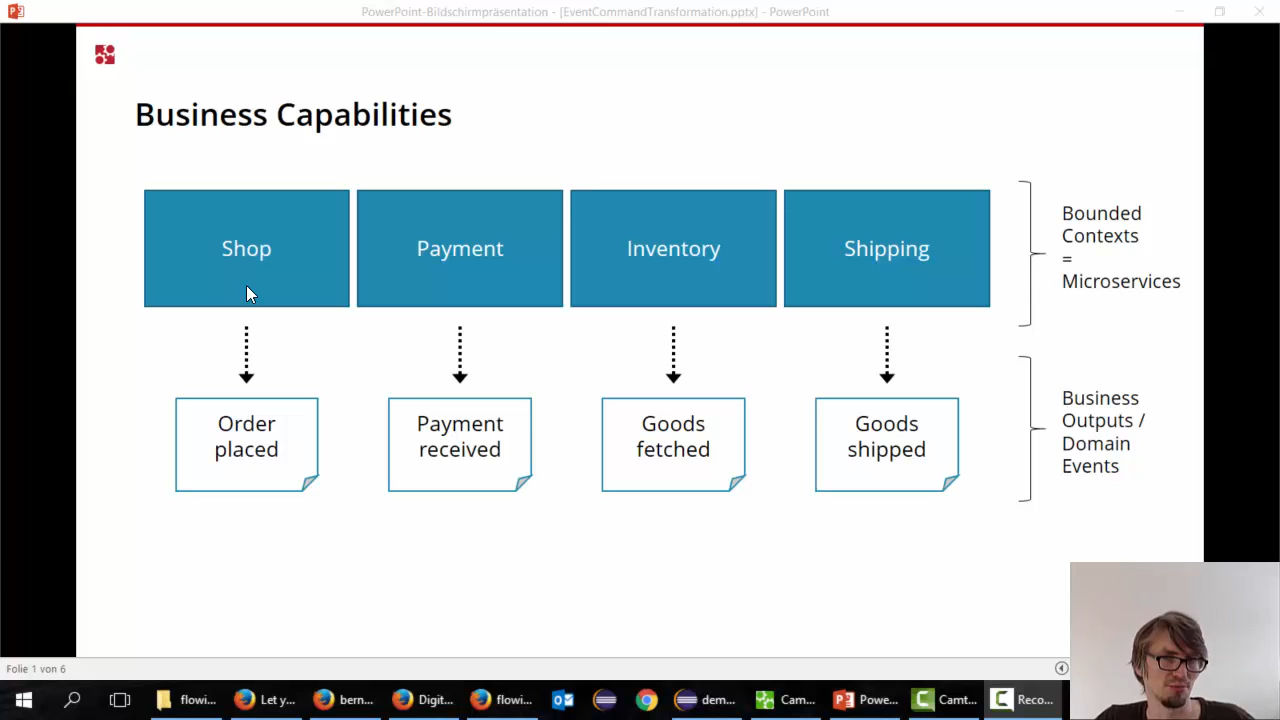 PowerPoint-Bildschirmpräsentation - [EventCommandTransformation.pptx] - PowerPoint
Business Capabilities
Shop
Payment
Inventory
Shipping
Bounded
Contexts
=
Microservices
Order
placed
Payment
received
Goods
fetched
Goods
shipped
Business
Outputs /
Domain
Events
Folie 1 von 6
flowi...
Let y...
bern...
Digit...
flowi...
dem...
Cam...
Powe...
Camt...
Reco...